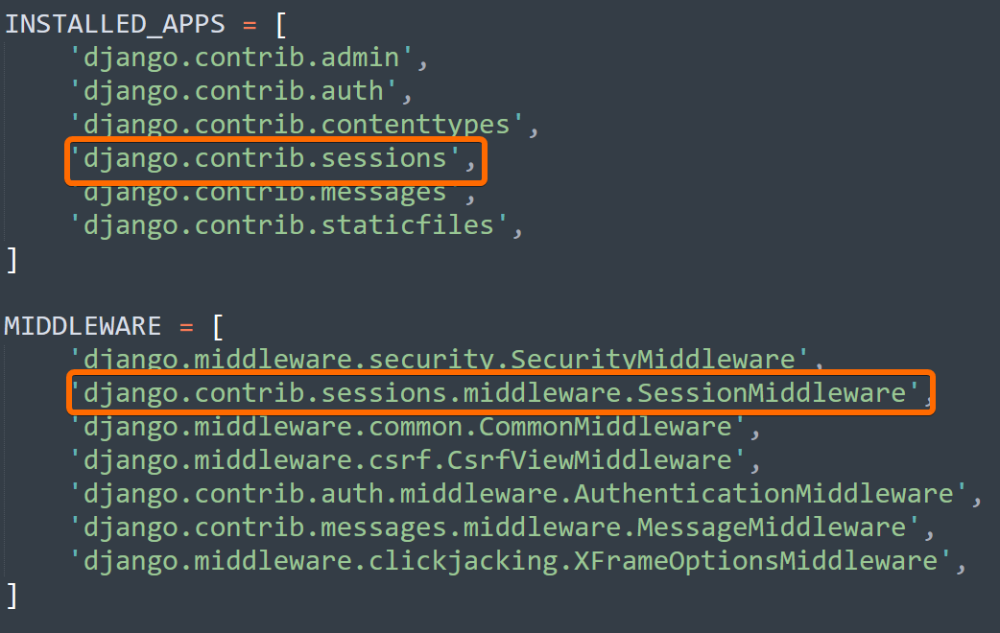 INSTALLED_APPS = [
    'django.contrib.admin',
    'django.contrib.auth',
    'django.contrib.contenttypes',
    'django.contrib.sessions',
    'django.contrib.messages',
    'django.contrib.staticfiles',
]
MIDDLEWARE = [
    'django.middleware.security.SecurityMiddleware',
    'django.contrib.sessions.middleware.SessionMiddleware',
    'django.middleware.common.CommonMiddleware',
    'django.middleware.csrf.CsrfViewMiddleware',
    'django.contrib.auth.middleware.AuthenticationMiddleware',
    'django.contrib.messages.middleware.MessageMiddleware',
    'django.middleware.clickjacking.XFrameOptionsMiddleware',
]